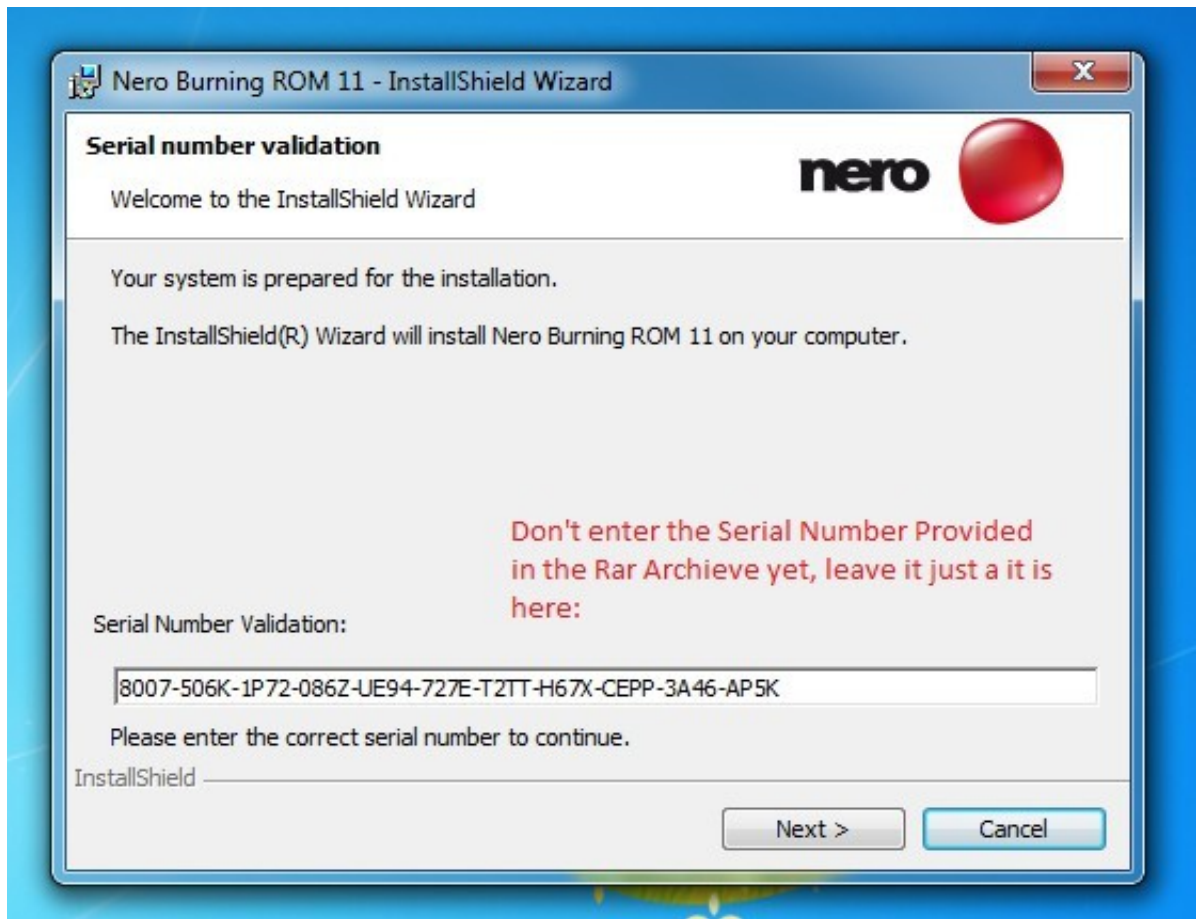 Nero Burning ROM 11 - InstallShield Wizard
Serial number validation
Welcome to the InstallShield Wizard
nero
Your system is prepared for the installation.
The InstallShield(R) Wizard will install Nero Burning ROM 11 on your computer.
Don't enter the Serial Number Provided
in the Rar Archieve yet, leave it just a it is
here:
Serial Number Validation:
8007-506K-1P72-086Z-UE94-727E-T2TT-H67X-CEPP-3A46-AP5K
Please enter the correct serial number to continue.
InstallShield
Next >
Cancel